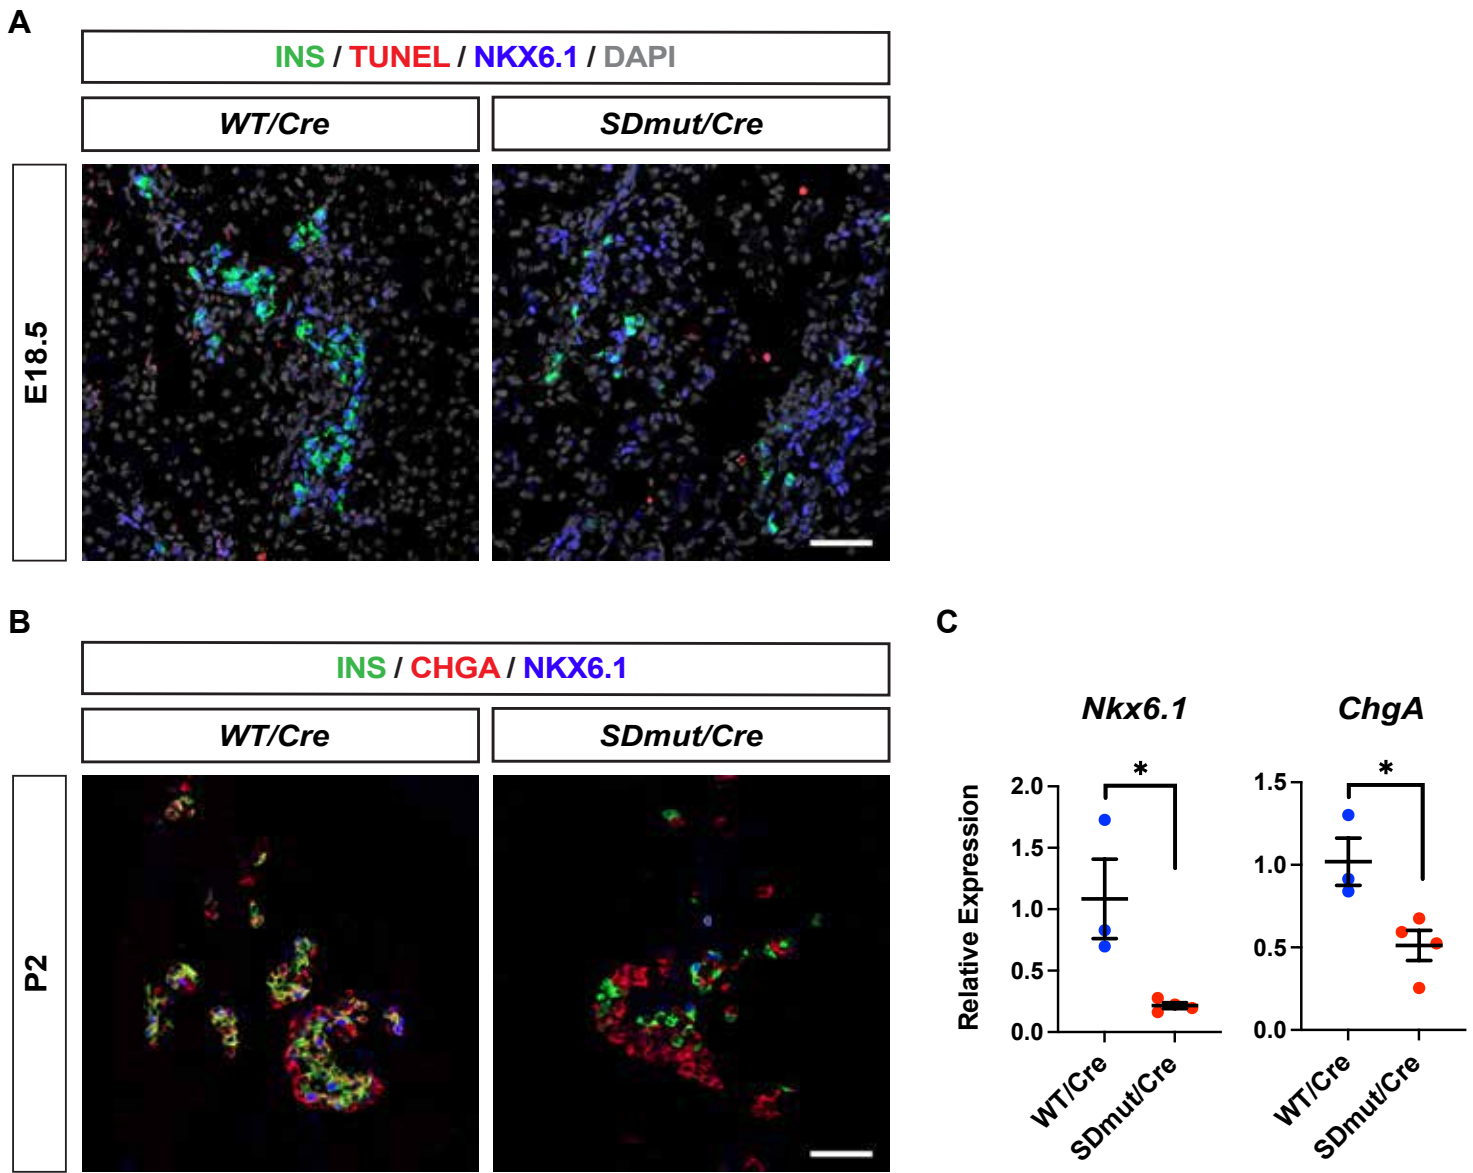 A
INS / TUNEL / NKX6.1 / DAPI
WT/Cre
SDmut/Cre
E18.5
B
INS / CHGA / NKX6.1
WT/Cre
SDmut/Cre
P2
C
Nkx6.1
ChgA
Relative Expression
2.0
1.5
1.0
0.5
0.0
*
WT/Cre
SDmut/Cre
1.5
1.0
0.5
0.0
*
WT/Cre
SDmut/Cre